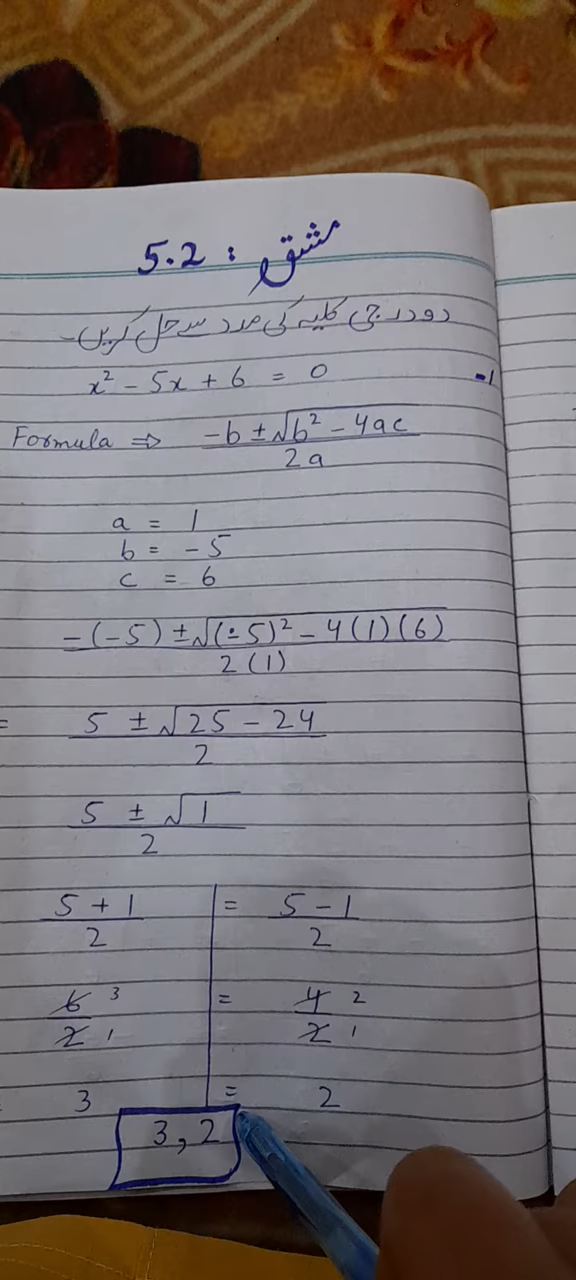 مشق : 5.2
دو درجی کلیہ کی مدد سے حل کریں۔
1- x² - 5x + 6 = 0
Formula ⇒ -b ± √b² - 4ac / 2a
a = 1
b = -5
c = 6
-(-5) ± √(-5)² - 4(1)(6) / 2(1)
= 5 ± √25 - 24 / 2
5 ± √1 / 2
5 + 1 / 2 = 5 - 1 / 2
6 3 / 2 1 = 4 2 / 2 1
3 = 2
3, 2